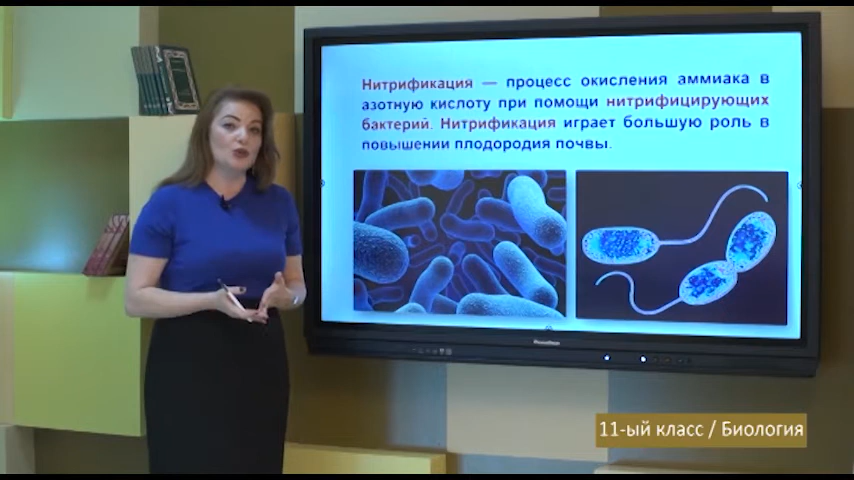 Нитрификация — процесс окисления аммиака в
азотную кислоту при помощи нитрифицирующих
бактерий. Нитрификация играет большую роль в
повышении плодородия почвы.
Promethean
11-ый класс / Биология